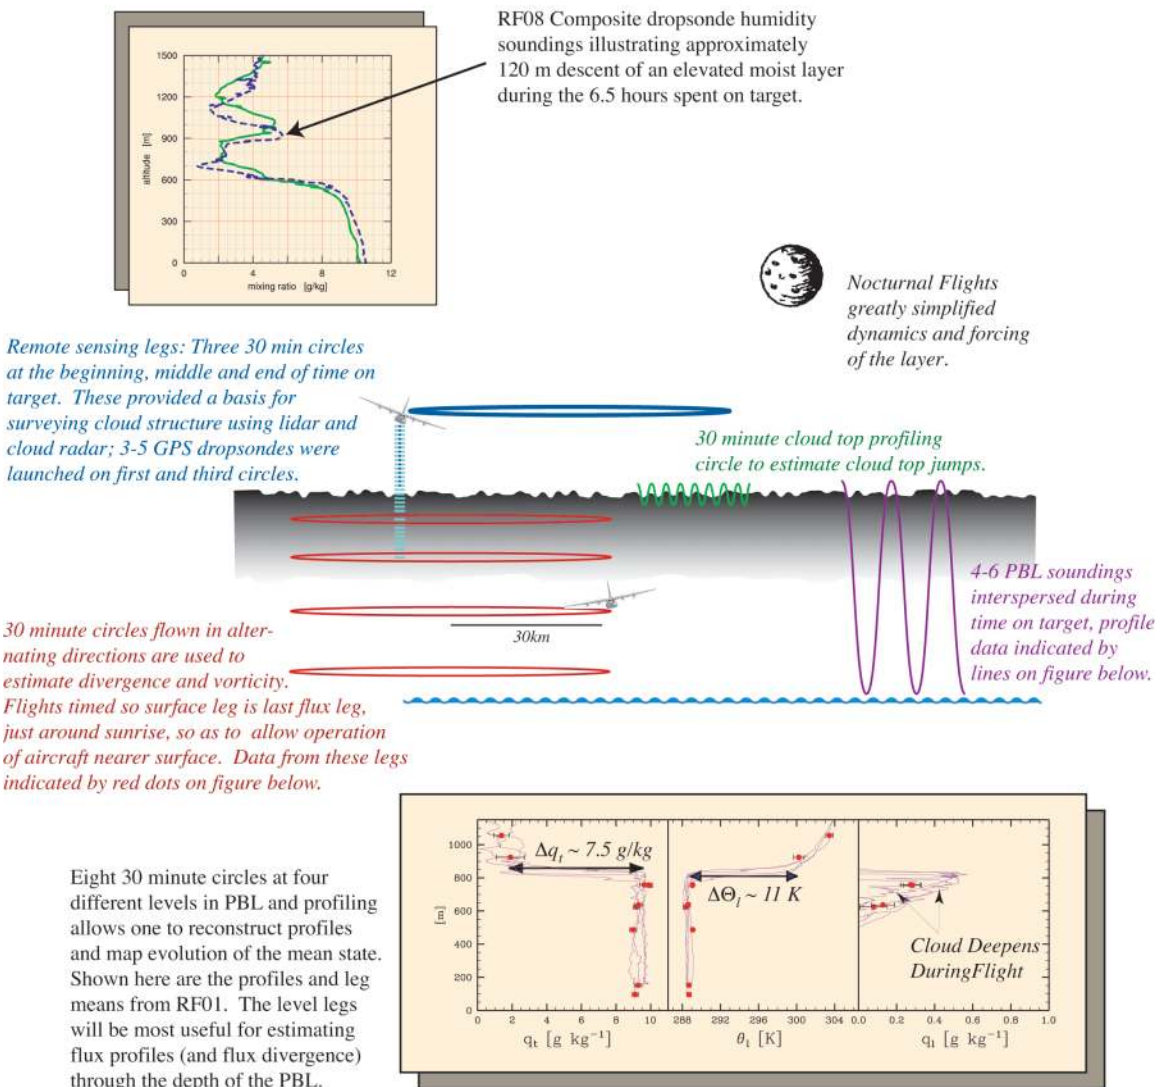 RF08 Composite dropsonde humidity
soundings illustrating approximately
120 m descent of an elevated moist layer
during the 6.5 hours spent on target.
1500
1200
900
600
300
0
altitude [m]
0 4 8 12
mixing ratio [g/kg]
Nocturnal Flights
greatly simplified
dynamics and forcing
of the layer.
Remote sensing legs: Three 30 min circles
at the beginning, middle and end of time on
target. These provided a basis for
surveying cloud structure using lidar and
cloud radar; 3-5 GPS dropsondes were
launched on first and third circles.
30 minute cloud top profiling
circle to estimate cloud top jumps.
4-6 PBL soundings
interspersed during
time on target, profile
data indicated by
lines on figure below.
30km
30 minute circles flown in alter-
nating directions are used to
estimate divergence and vorticity.
Flights timed so surface leg is last flux leg,
just around sunrise, so as to allow operation
of aircraft nearer surface. Data from these legs
indicated by red dots on figure below.
Eight 30 minute circles at four
different levels in PBL and profiling
allows one to reconstruct profiles
and map evolution of the mean state.
Shown here are the profiles and leg
means from RF01. The level legs
will be most useful for estimating
flux profiles (and flux divergence)
through the depth of the PBL.
1000
800
600
400
200
0
[m]
Δqt ~ 7.5 g/kg
ΔΘl ~ 11 K
Cloud Deepens
DuringFlight
0 2 4 6 8 10
qt [g kg⁻¹]
288 292 296 300 304
θl [K]
0.0 0.2 0.4 0.6 0.8 1.0
ql [g kg⁻¹]